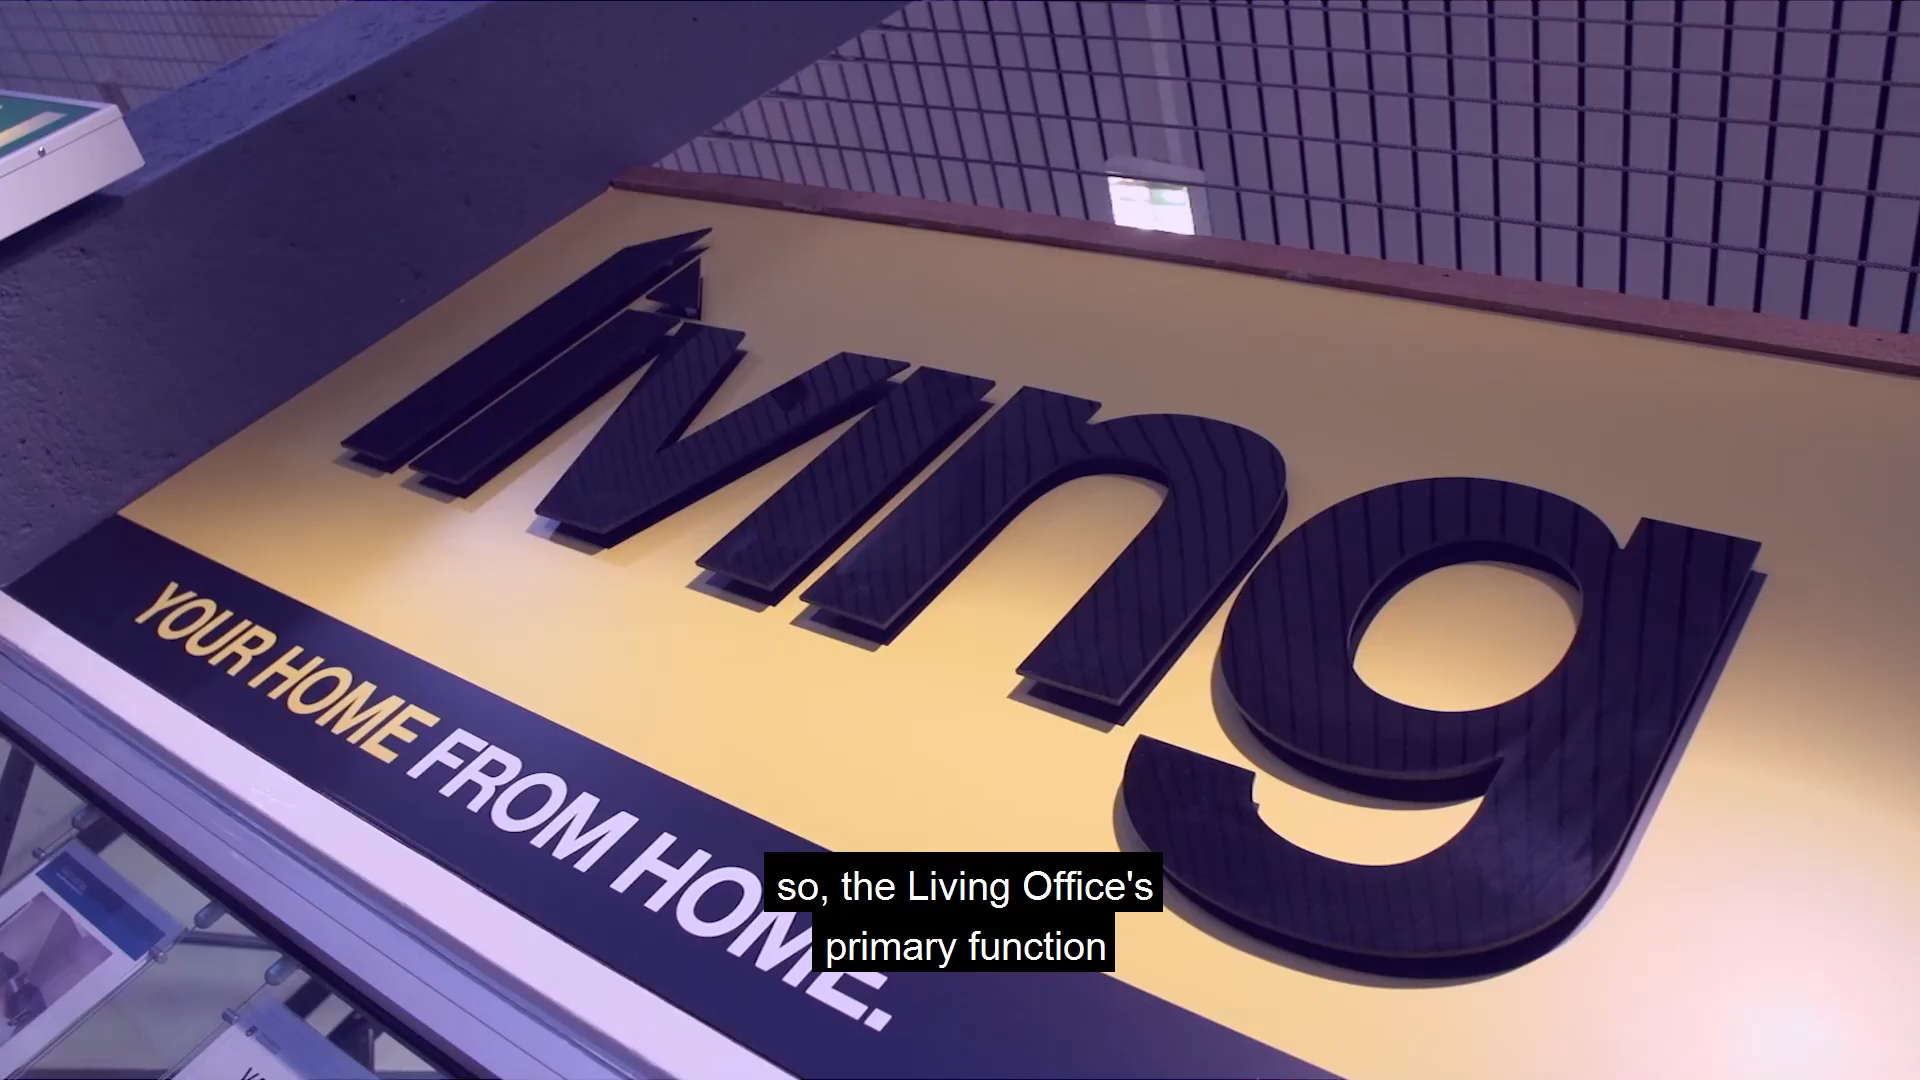 living
YOUR HOME FROM HOME.
so, the Living Office's
primary function